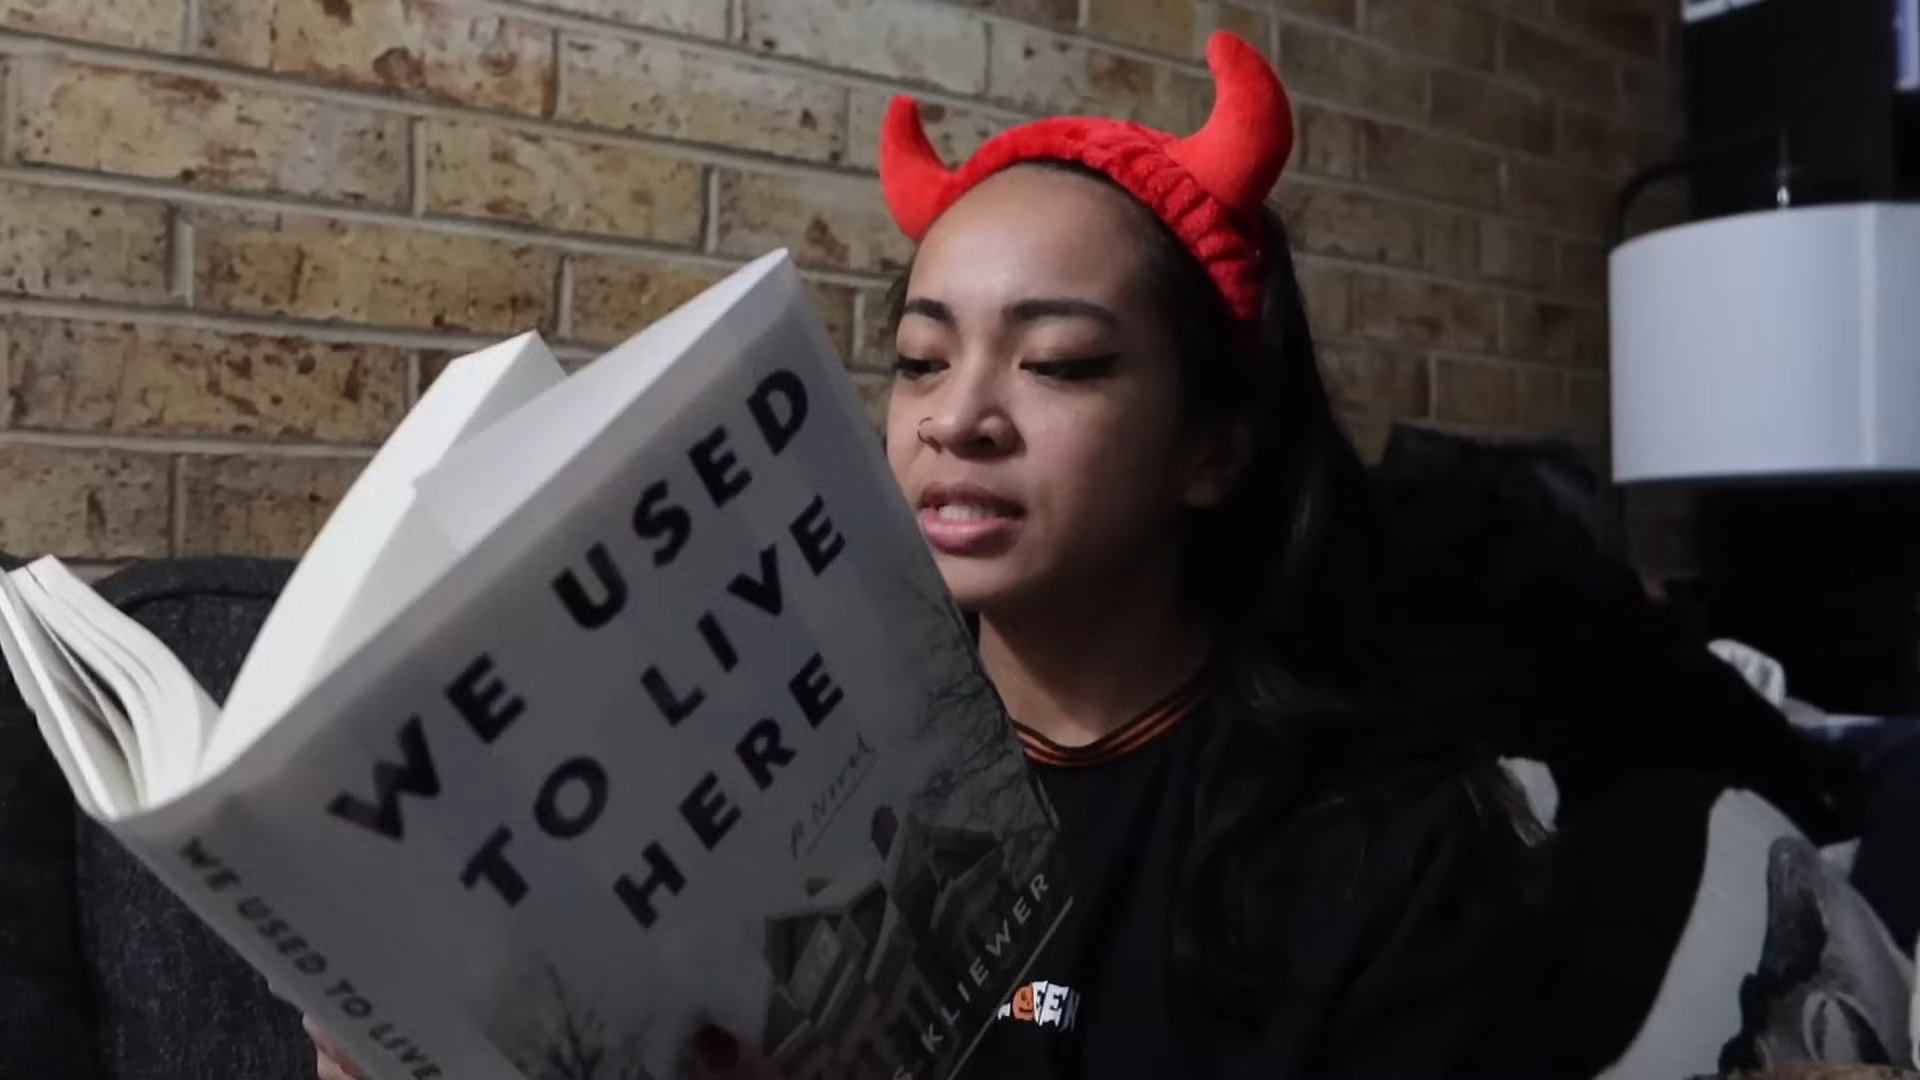 WE USED
TO LIVE
HERE
A Novel
S KLIEWER
WE USED TO LIVE